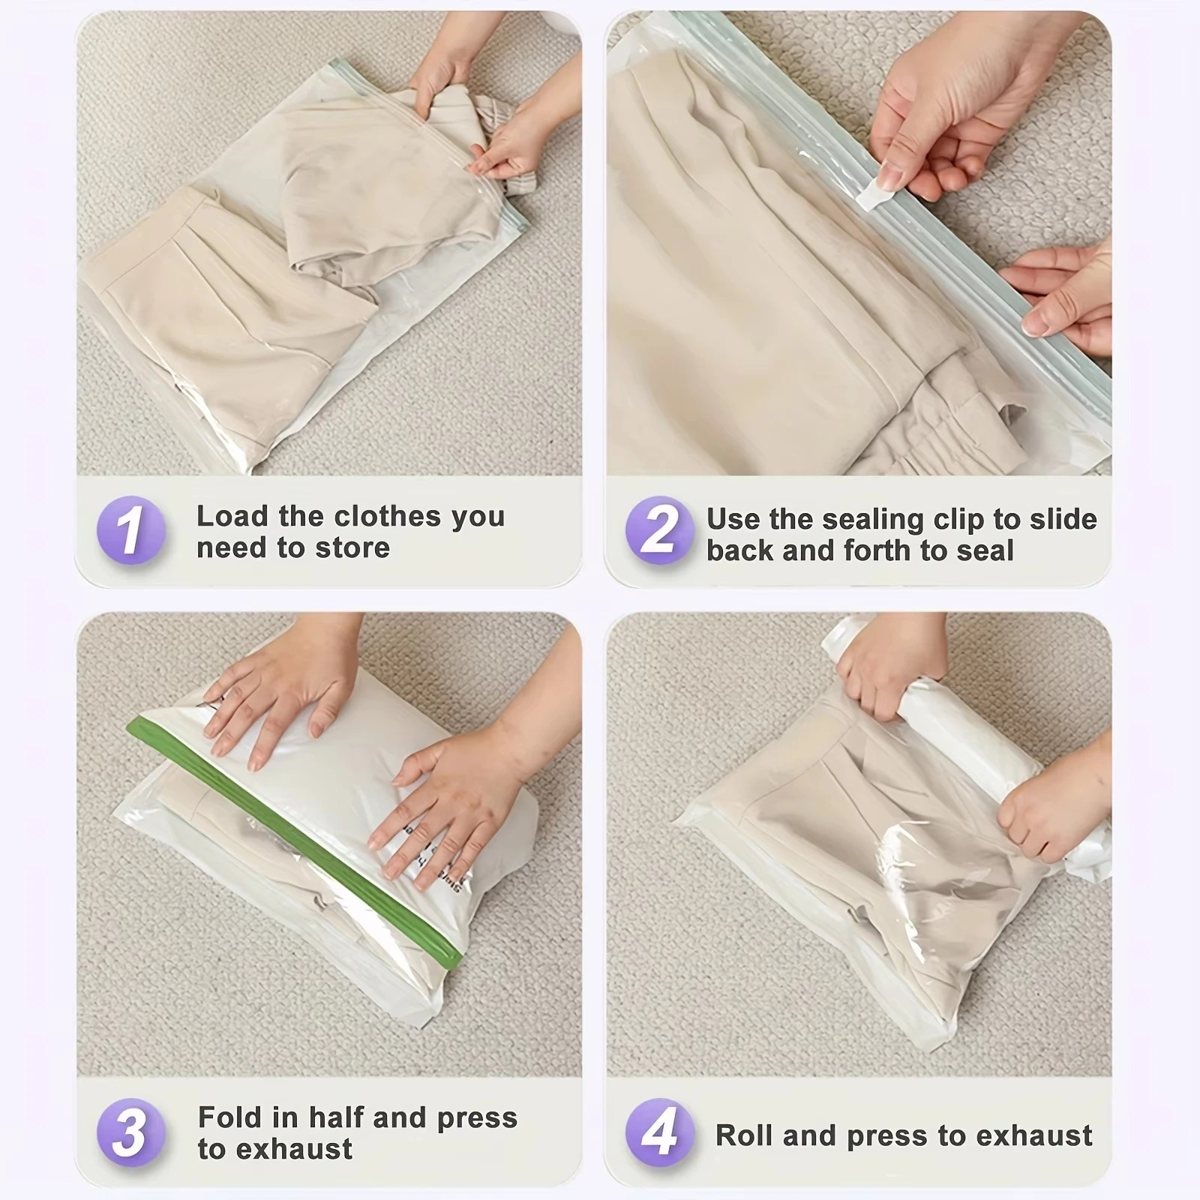 1
Load the clothes you
need to store
2
Use the sealing clip to slide
back and forth to seal
3
Fold in half and press
to exhaust
4
Roll and press to exhaust